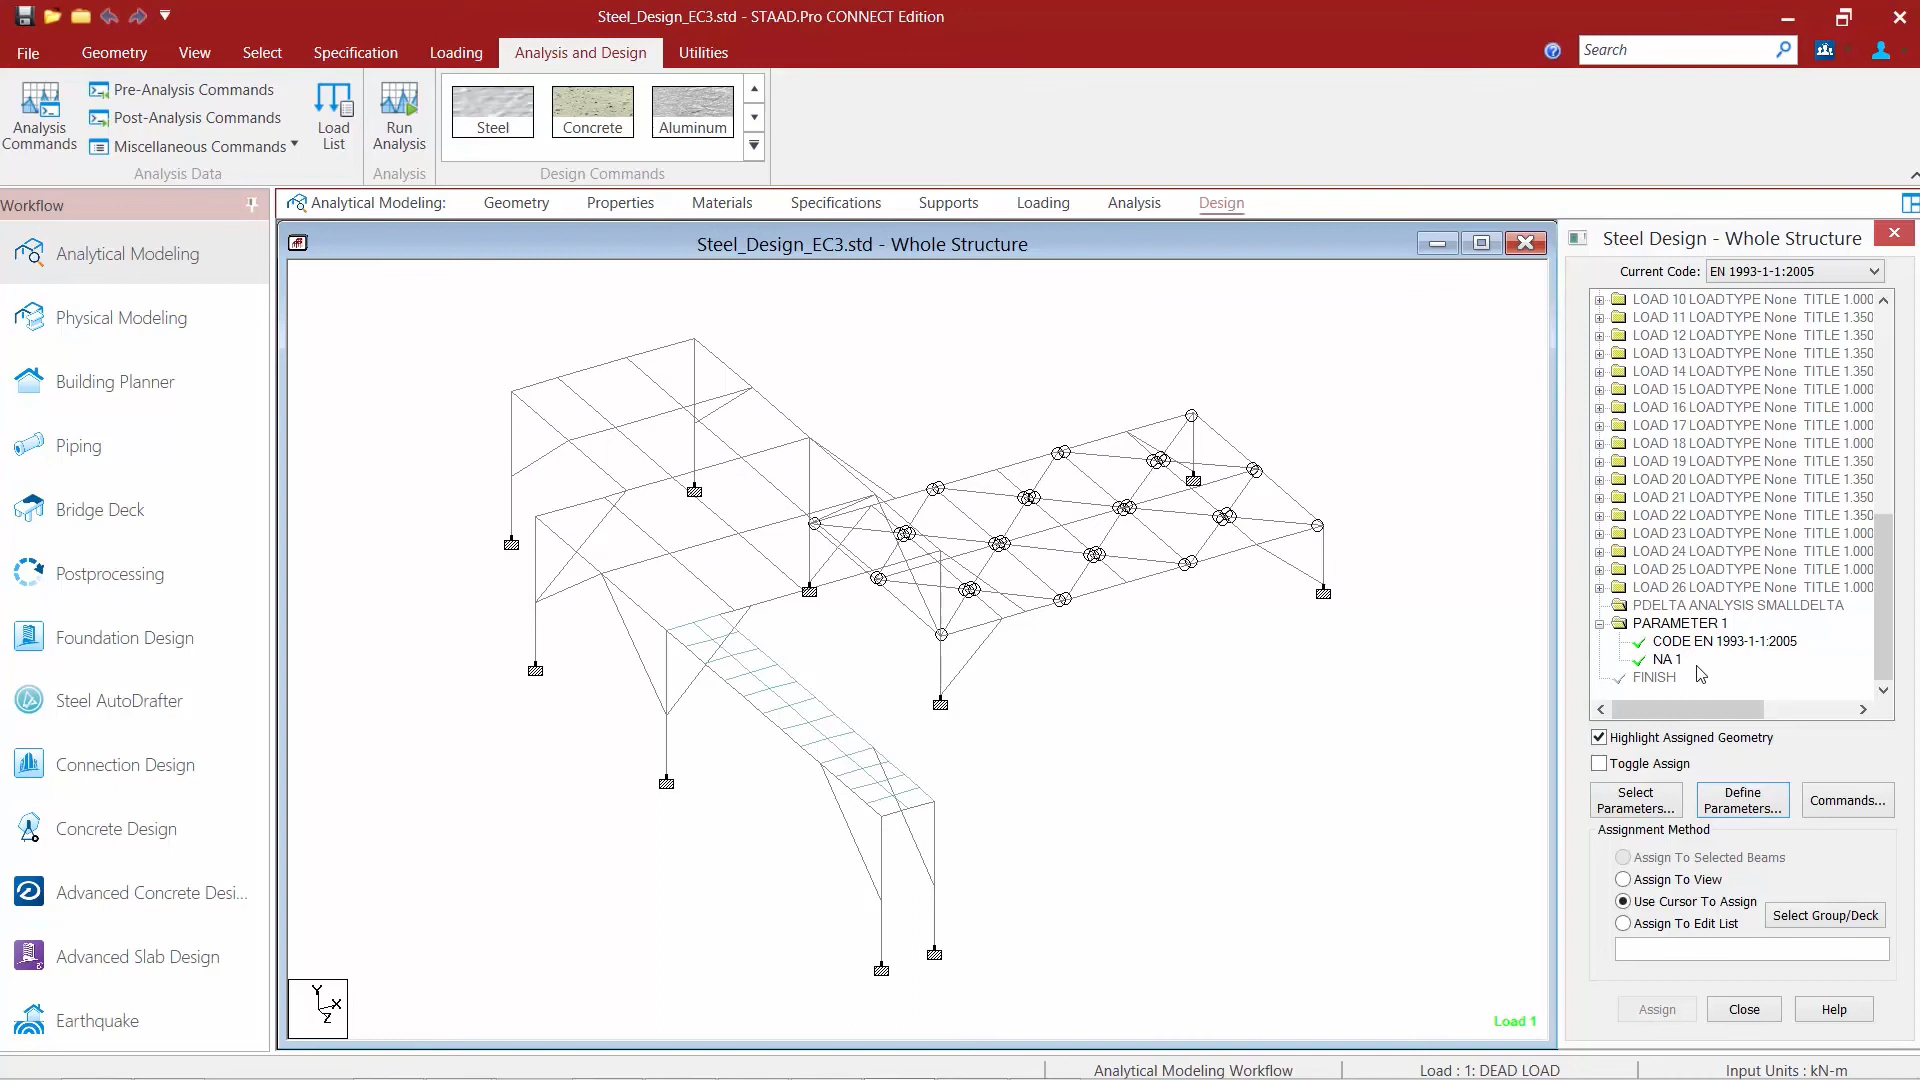 Steel_Design_EC3.std - STAAD.Pro CONNECT Edition
File
Geometry
View
Select
Specification
Loading
Analysis and Design
Utilities
Search
Analysis Commands
Pre-Analysis Commands
Post-Analysis Commands
Miscellaneous Commands
Load List
Run Analysis
Steel
Concrete
Aluminum
Analysis Data
Analysis
Design Commands
Workflow
Analytical Modeling:
Geometry
Properties
Materials
Specifications
Supports
Loading
Analysis
Design
Analytical Modeling
Physical Modeling
Building Planner
Piping
Bridge Deck
Postprocessing
Foundation Design
Steel AutoDrafter
Connection Design
Concrete Design
Advanced Concrete Desi...
Advanced Slab Design
Earthquake
Steel_Design_EC3.std - Whole Structure
Y
X
Z
Load 1
Steel Design - Whole Structure
Current Code:
EN 1993-1-1:2005
LOAD 10 LOADTYPE None TITLE 1.000
LOAD 11 LOADTYPE None TITLE 1.350
LOAD 12 LOADTYPE None TITLE 1.350
LOAD 13 LOADTYPE None TITLE 1.350
LOAD 14 LOADTYPE None TITLE 1.350
LOAD 15 LOADTYPE None TITLE 1.000
LOAD 16 LOADTYPE None TITLE 1.000
LOAD 17 LOADTYPE None TITLE 1.000
LOAD 18 LOADTYPE None TITLE 1.000
LOAD 19 LOADTYPE None TITLE 1.350
LOAD 20 LOADTYPE None TITLE 1.350
LOAD 21 LOADTYPE None TITLE 1.350
LOAD 22 LOADTYPE None TITLE 1.350
LOAD 23 LOADTYPE None TITLE 1.000
LOAD 24 LOADTYPE None TITLE 1.000
LOAD 25 LOADTYPE None TITLE 1.000
LOAD 26 LOADTYPE None TITLE 1.000
PDELTA ANALYSIS SMALLDELTA
PARAMETER 1
CODE EN 1993-1-1:2005
NA 1
FINISH
Highlight Assigned Geometry
Toggle Assign
Select Parameters...
Define Parameters...
Commands...
Assignment Method
Assign To Selected Beams
Assign To View
Use Cursor To Assign
Assign To Edit List
Select Group/Deck
Assign
Close
Help
Analytical Modeling Workflow
Load : 1: DEAD LOAD
Input Units : kN-m